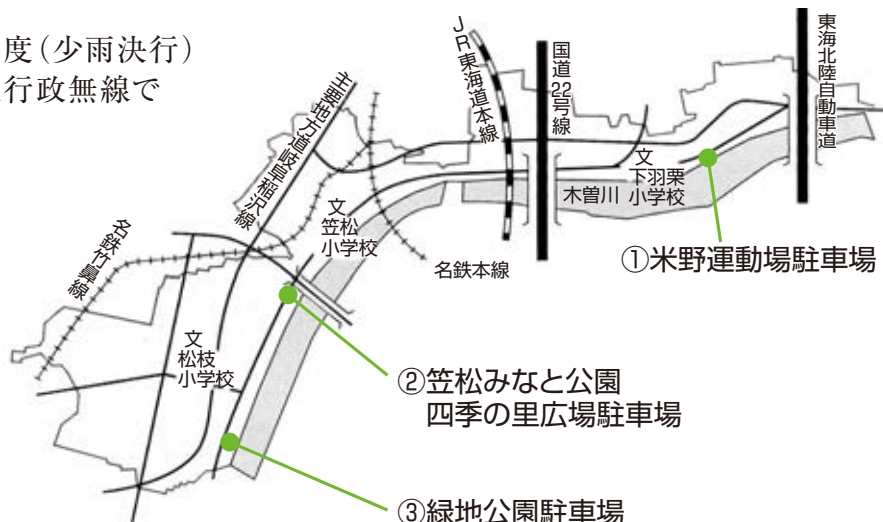 度（少雨決行）
行政無線で
JR東海道本線
国道22号線
東海北陸自動車道
主要地方道岐阜稲沢線
文
下羽栗
小学校
木曽川
文
笠松
小学校
名鉄本線
名鉄竹鼻線
文
松枝
小学校
①米野運動場駐車場
②笠松みなと公園
四季の里広場駐車場
③緑地公園駐車場